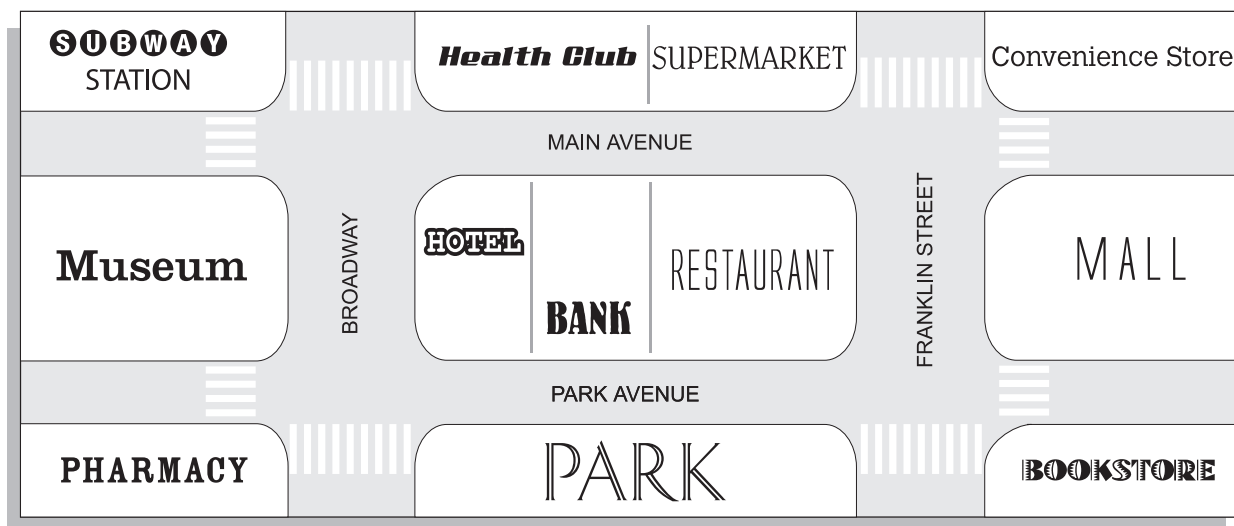 SUBWAY
STATION
Health Club
SUPERMARKET
Convenience Store
MAIN AVENUE
Museum
BROADWAY
HOTEL
BANK
RESTAURANT
FRANKLIN STREET
MALL
PARK AVENUE
PHARMACY
PARK
BOOKSTORE